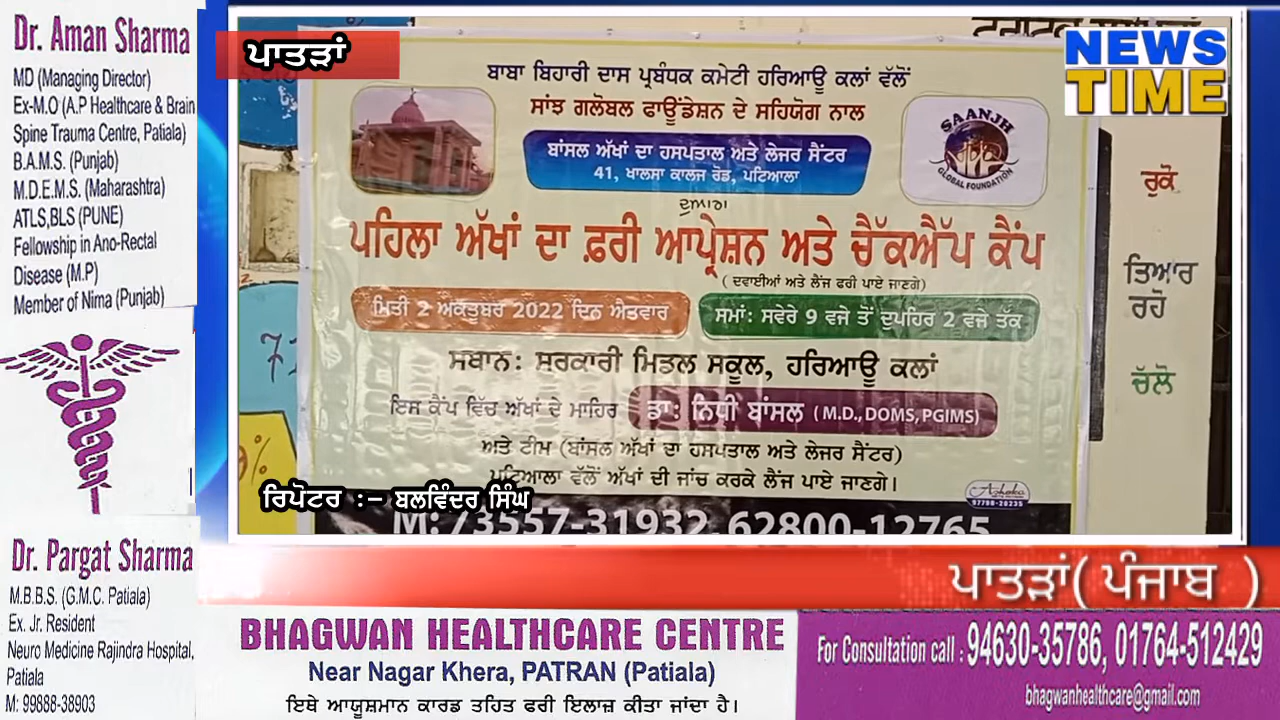 Dr. Aman Sharma
MD (Managing Director)
Ex-M.O (A.P Healthcare & Brain
Spine Trauma Centre, Patiala)
B.A.M.S. (Punjab)
M.D.E.M.S. (Maharashtra)
ATLS,BLS (PUNE)
Fellowship in Ano-Rectal
Disease (M.P)
Member of Nima (Punjab)
Dr. Pargat Sharma
M.B.B.S. (G.M.C. Patiala)
Ex. Jr. Resident
Neuro Medicine Rajindra Hospital,
Patiala
M: 99888-38903
ਪਾਤੜਾਂ
NEWS
TIME
ਬਾਬਾ ਬਿਹਾਰੀ ਦਾਸ ਪ੍ਰਬੰਧਕ ਕਮੇਟੀ ਹਰਿਆਊ ਕਲਾਂ ਵੱਲੋਂ
ਸਾਂਝ ਗਲੋਬਲ ਫਾਊਂਡੇਸ਼ਨ ਦੇ ਸਹਿਯੋਗ ਨਾਲ
ਬਾਂਸਲ ਅੱਖਾਂ ਦਾ ਹਸਪਤਾਲ ਅਤੇ ਲੇਜਰ ਸੈਂਟਰ
41, ਖਾਲਸਾ ਕਾਲਜ ਰੋਡ, ਪਟਿਆਲਾ
SAANJH
GLOBAL FOUNDATION
ਦੁਆਰਾ
ਪਹਿਲਾ ਅੱਖਾਂ ਦਾ ਫ਼ਰੀ ਆਪ੍ਰੇਸ਼ਨ ਅਤੇ ਚੈੱਕਐੱਪ ਕੈਂਪ
(ਦਵਾਈਆਂ ਅਤੇ ਲੈਂਜ ਫਰੀ ਪਾਏ ਜਾਣਗੇ)
ਮਿਤੀ 2 ਅਕਤੂਬਰ 2022 ਦਿਨ ਐਤਵਾਰ
ਸਮਾਂ: ਸਵੇਰੇ 9 ਵਜੇ ਤੋਂ ਦੁਪਹਿਰ 2 ਵਜੇ ਤੱਕ
ਸਥਾਨ: ਸਰਕਾਰੀ ਮਿਡਲ ਸਕੂਲ, ਹਰਿਆਊ ਕਲਾਂ
ਇਸ ਕੈਂਪ ਵਿੱਚ ਅੱਖਾਂ ਦੇ ਮਾਹਿਰ ਡਾ: ਨਿਧੀ ਬਾਂਸਲ (M.D.,DOMS,PGIMS)
ਅਤੇ ਟੀਮ (ਬਾਂਸਲ ਅੱਖਾਂ ਦਾ ਹਸਪਤਾਲ ਅਤੇ ਲੇਜਰ ਸੈਂਟਰ)
ਪਟਿਆਲਾ ਵੱਲੋਂ ਅੱਖਾਂ ਦੀ ਜਾਂਚ ਕਰਕੇ ਲੈਂਜ ਪਾਏ ਜਾਣਗੇ।
Ashoka
M: 73557-31932, 62800-12765
ਰੁਕੋ
ਤਿਆਰ
ਰਹੋ
ਚੱਲੋ
ਰਿਪੋਟਰ :– ਬਲਵਿੰਦਰ ਸਿੰਘ
ਪਾਤੜਾਂ( ਪੰਜਾਬ )
BHAGWAN HEALTHCARE CENTRE
Near Nagar Khera, PATRAN (Patiala)
ਇਥੇ ਆਯੂਸ਼ਮਾਨ ਕਾਰਡ ਤਹਿਤ ਫਰੀ ਇਲਾਜ਼ ਕੀਤਾ ਜਾਂਦਾ ਹੈ।
For Consultation call : 94630-35786, 01764-512429
bhagwanhealthcare@gmail.com